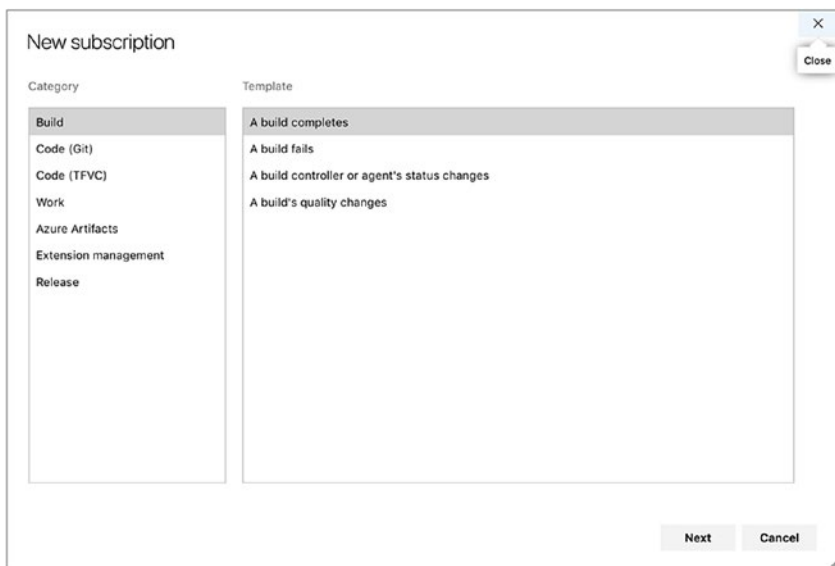 New subscription
Close
Category
Template
Build
Code (Git)
Code (TFVC)
Work
Azure Artifacts
Extension management
Release
A build completes
A build fails
A build controller or agent's status changes
A build's quality changes
Next
Cancel